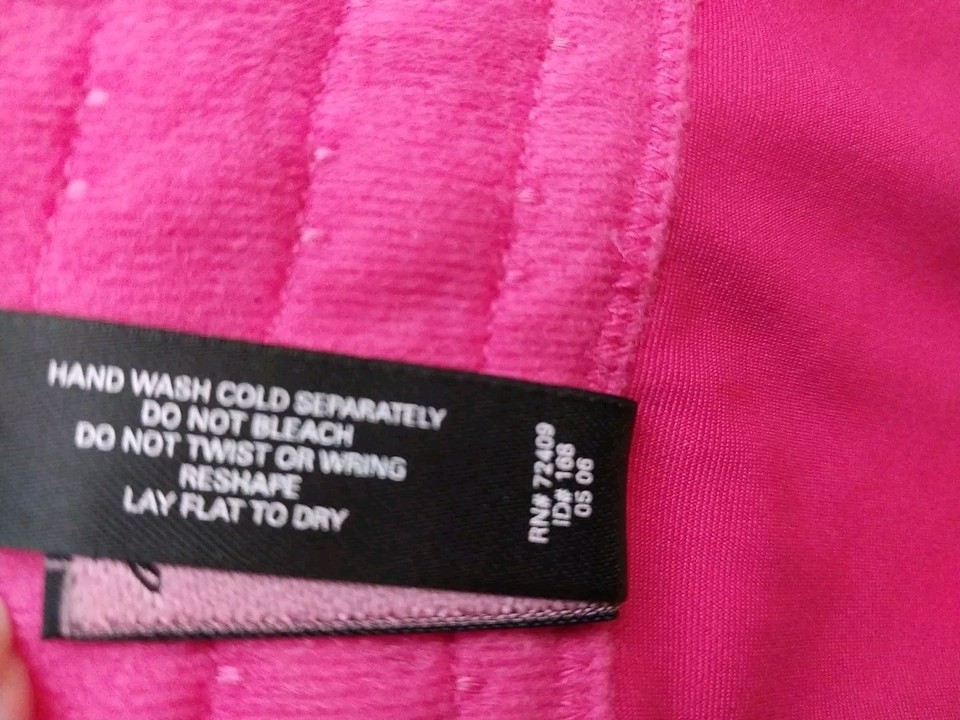 HAND WASH COLD SEPARATELY
DO NOT BLEACH
DO NOT TWIST OR WRING
RESHAPE
LAY FLAT TO DRY
RN# 72409
ID# 168
05 06